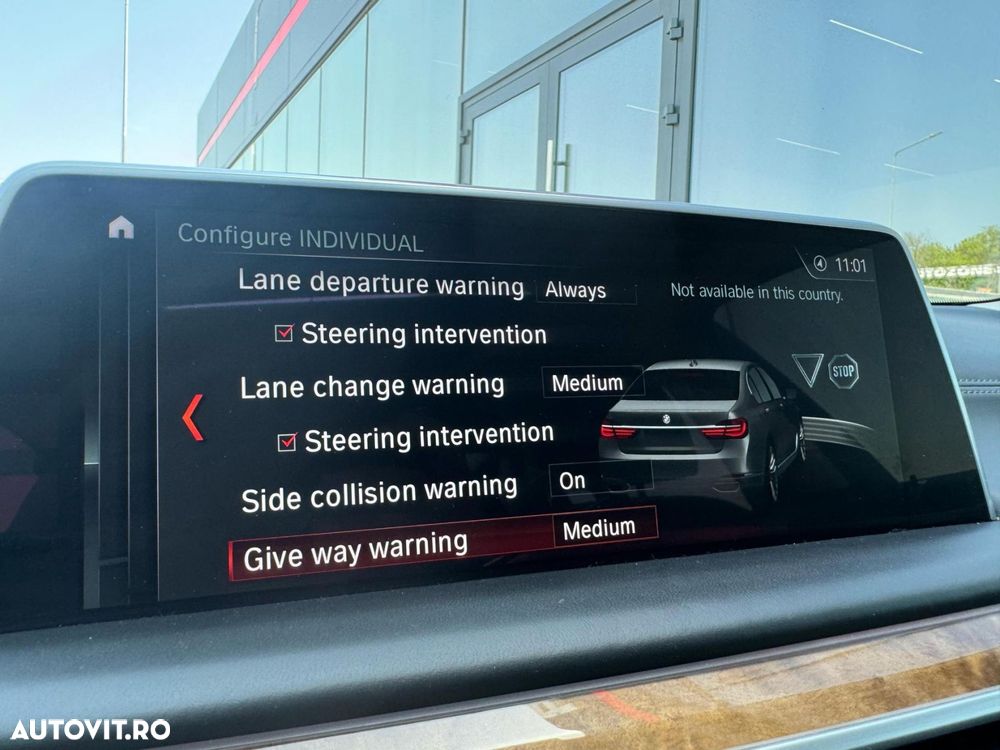 Configure INDIVIDUAL
11:01
Lane departure warning Always
Not available in this country.
Steering intervention
Lane change warning Medium
STOP
Steering intervention
Side collision warning On
Give way warning Medium
AUTOVIT.RO